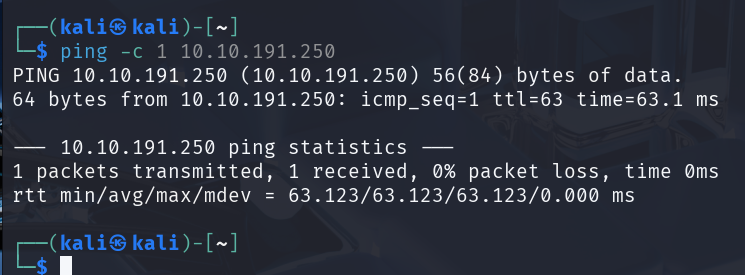 ┌──(kali㉿kali)-[~]
└─$ ping -c 1 10.10.191.250
PING 10.10.191.250 (10.10.191.250) 56(84) bytes of data.
64 bytes from 10.10.191.250: icmp_seq=1 ttl=63 time=63.1 ms
--- 10.10.191.250 ping statistics ---
1 packets transmitted, 1 received, 0% packet loss, time 0ms
rtt min/avg/max/mdev = 63.123/63.123/63.123/0.000 ms
┌──(kali㉿kali)-[~]
└─$